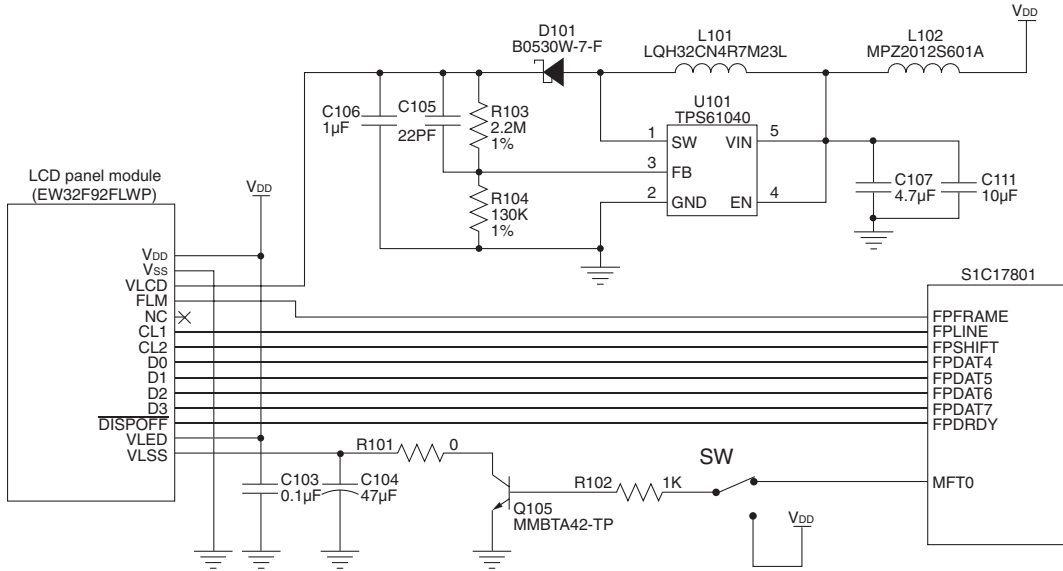 VDD
D101
B0530W-7-F
L101
LQH32CN4R7M23L
L102
MPZ2012S601A
U101
TPS61040
C106
1µF
C105
22PF
R103
2.2M
1%
1
SW
VIN
5
3
FB
2
GND
EN
4
R104
130K
1%
C107
4.7µF
C111
10µF
LCD panel module
(EW32F92FLWP)
VDD
S1C17801
VDD
VSS
VLCD
FLM
NC
CL1
CL2
D0
D1
D2
D3
DISPOFF
VLED
VLSS
FPFRAME
FPLINE
FPSHIFT
FPDAT4
FPDAT5
FPDAT6
FPDAT7
FPDRDY
MFT0
R101
0
C103
0.1µF
C104
47µF
Q105
MMBTA42-TP
R102
1K
SW
VDD